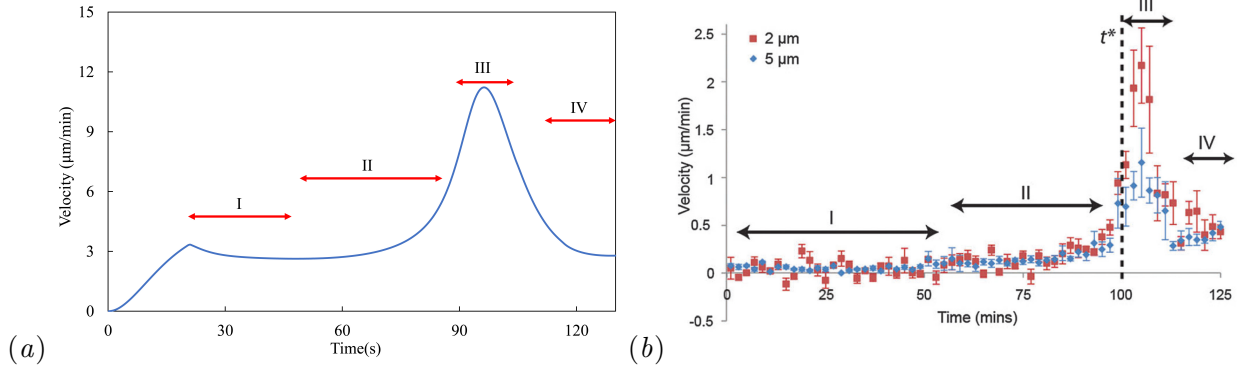 15
12
9
6
3
0
Velocity (μm/min)
I
II
III
IV
0
30
60
90
120
Time(s)
(a)
2.5
2
1.5
1
0.5
0
-0.5
Velocity (μm/min)
2 μm
5 μm
t*
I
II
III
IV
0
25
50
75
100
125
Time (mins)
(b)